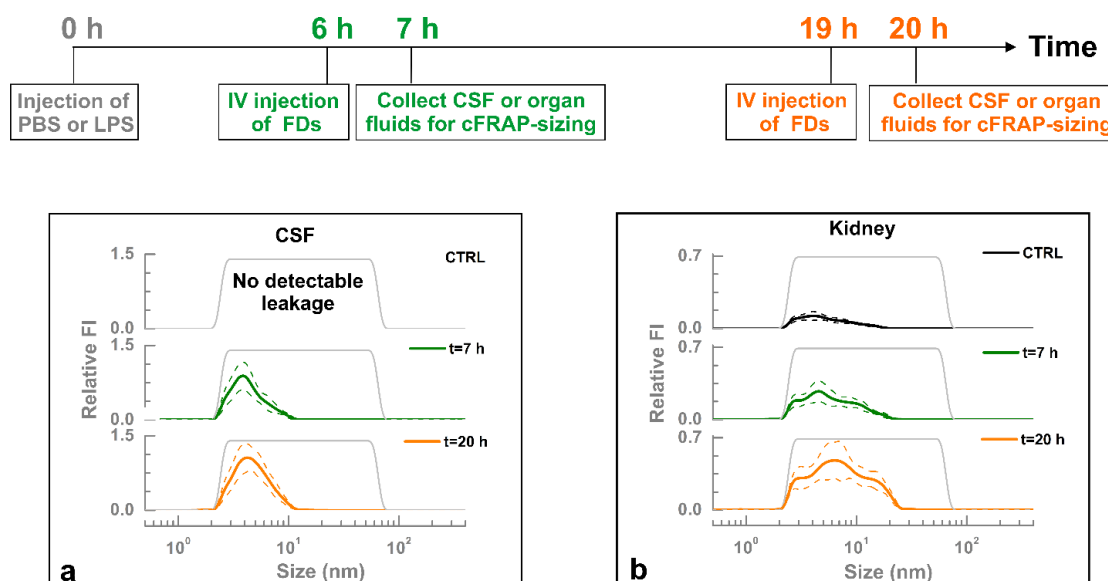 0 h
6 h
7 h
19 h
20 h
Time
Injection of
PBS or LPS
IV injection
of FDs
Collect CSF or organ
fluids for cFRAP-sizing
IV injection
of FDs
Collect CSF or organ
fluids for cFRAP-sizing
CSF
1.5
CTRL
No detectable
leakage
0.0
1.5
t=7 h
0.0
1.5
t=20 h
0.0
Relative FI
10⁰
10¹
10²
Size (nm)
a
Kidney
0.7
CTRL
0.0
0.7
t=7 h
0.0
0.7
t=20 h
0.0
Relative FI
10⁰
10¹
10²
Size (nm)
b